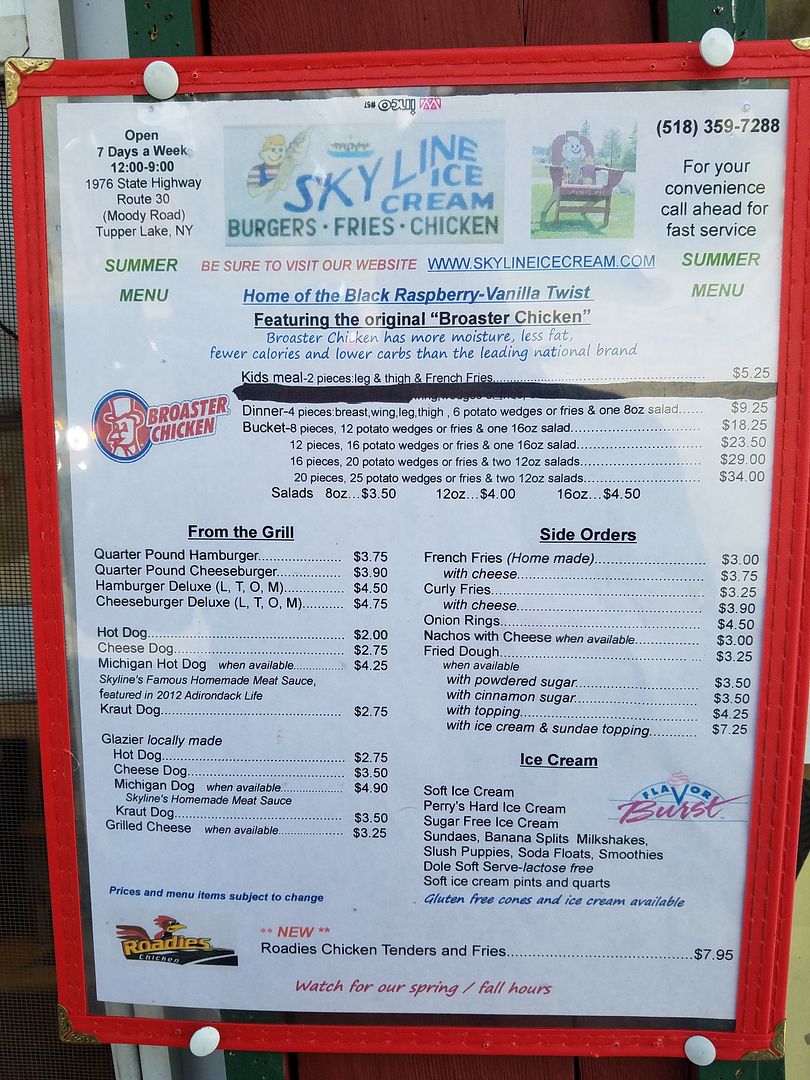 Open
7 Days a Week
12:00-9:00
1976 State Highway
Route 30
(Moody Road)
Tupper Lake, NY
inco #57
SKYLINE
ICE
CREAM
BURGERS · FRIES · CHICKEN
(518) 359-7288
For your
convenience
call ahead for
fast service
SUMMER
MENU
BE SURE TO VISIT OUR WEBSITE WWW.SKYLINEICECREAM.COM
SUMMER
MENU
Home of the Black Raspberry-Vanilla Twist
Featuring the original “Broaster Chicken”
Broaster Chicken has more moisture, less fat,
fewer calories and lower carbs than the leading national brand
BROASTER
CHICKEN
Kids meal-2 pieces:leg & thigh & French Fries.......... $5.25
Dinner-4 pieces:breast,wing,leg,thigh , 6 potato wedges or fries & one 8oz salad...... $9.25
Bucket-8 pieces, 12 potato wedges or fries & one 16oz salad.......... $18.25
12 pieces, 16 potato wedges or fries & one 16oz salad.......... $23.50
16 pieces, 20 potato wedges or fries & two 12oz salads.......... $29.00
20 pieces, 25 potato wedges or fries & two 12oz salads.......... $34.00
Salads 8oz...$3.50 12oz...$4.00 16oz...$4.50
From the Grill
Quarter Pound Hamburger.......... $3.75
Quarter Pound Cheeseburger.......... $3.90
Hamburger Deluxe (L, T, O, M).......... $4.50
Cheeseburger Deluxe (L, T, O, M).......... $4.75
Hot Dog.......... $2.00
Cheese Dog.......... $2.75
Michigan Hot Dog when available.......... $4.25
Skyline's Famous Homemade Meat Sauce,
featured in 2012 Adirondack Life
Kraut Dog.......... $2.75
Glazier locally made
Hot Dog.......... $2.75
Cheese Dog.......... $3.50
Michigan Dog when available.......... $4.90
Skyline's Homemade Meat Sauce
Kraut Dog.......... $3.50
Grilled Cheese when available.......... $3.25
Side Orders
French Fries (Home made).......... $3.00
with cheese.......... $3.75
Curly Fries.......... $3.25
with cheese.......... $3.90
Onion Rings.......... $4.50
Nachos with Cheese when available.......... $3.00
Fried Dough.......... $3.25
when available
with powdered sugar.......... $3.50
with cinnamon sugar.......... $3.50
with topping.......... $4.25
with ice cream & sundae topping.......... $7.25
Ice Cream
Soft Ice Cream
Perry's Hard Ice Cream
Sugar Free Ice Cream
Sundaes, Banana Splits Milkshakes,
Slush Puppies, Soda Floats, Smoothies
Dole Soft Serve-lactose free
Soft ice cream pints and quarts
Gluten free cones and ice cream available
FLAVOR
Burst
Prices and menu items subject to change
Roadies
Chicken
** NEW **
Roadies Chicken Tenders and Fries.......... $7.95
Watch for our spring / fall hours